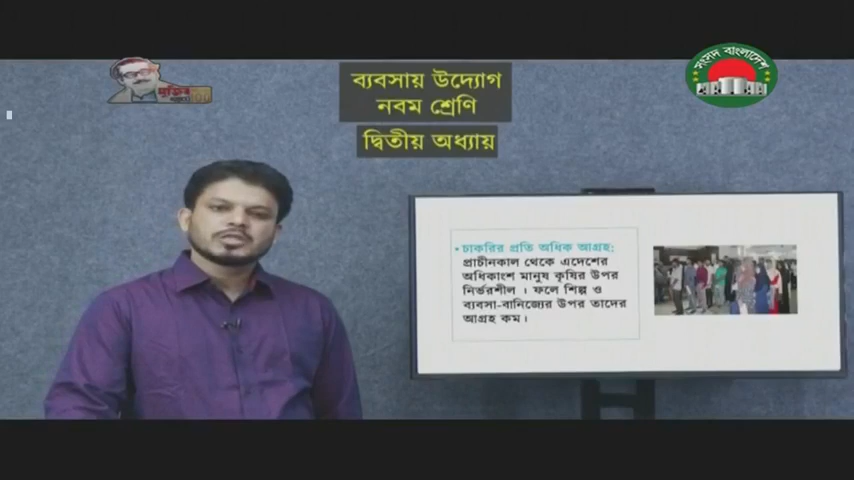 ব্যবসায় উদ্যোগ
নবম শ্রেণি
দ্বিতীয় অধ্যায়
সংসদ বাংলাদেশ
100
• চাকরির প্রতি অধিক আগ্রহ:
প্রাচীনকাল থেকে এদেশের
অধিকাংশ মানুষ কৃষির উপর
নির্ভরশীল । ফলে শিল্প ও
ব্যবসা-বানিজ্যের উপর তাদের
আগ্রহ কম।